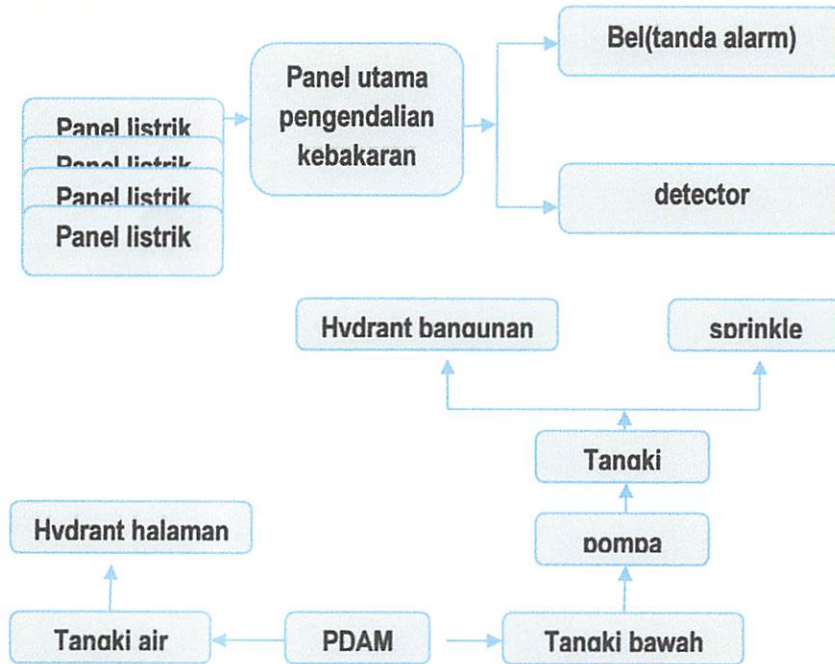 Bel(tanda alarm)
Panel utama
pengendalian
kebakaran
Panel listrik
Panel listrik
Panel listrik
Panel listrik
detector
Hydrant bangunan
sprinkle
Tangki
pompa
Hydrant halaman
Tangki air
PDAM
Tangki bawah